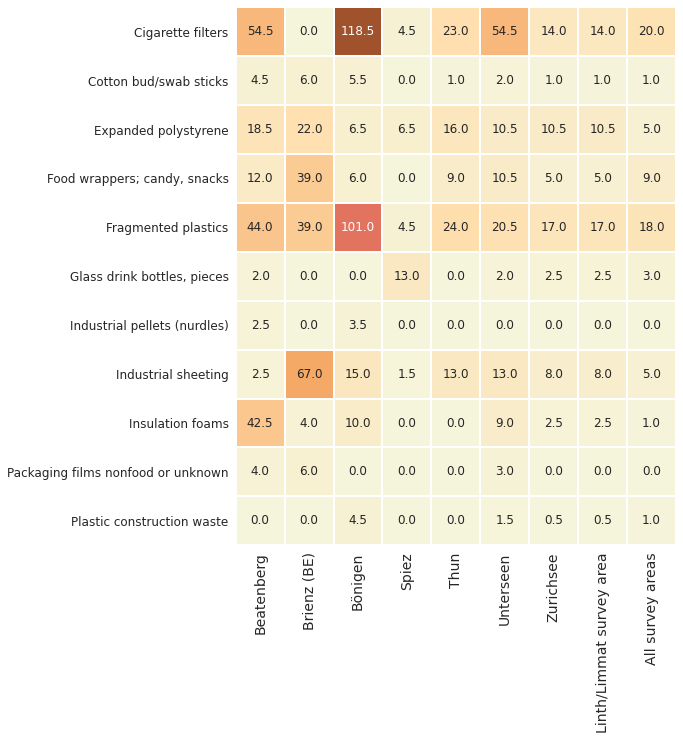 Cigarette filters 54.5 0.0 118.5 4.5 23.0 54.5 14.0 14.0 20.0
Cotton bud/swab sticks 4.5 6.0 5.5 0.0 1.0 2.0 1.0 1.0 1.0
Expanded polystyrene 18.5 22.0 6.5 6.5 16.0 10.5 10.5 10.5 5.0
Food wrappers; candy, snacks 12.0 39.0 6.0 0.0 9.0 10.5 5.0 5.0 9.0
Fragmented plastics 44.0 39.0 101.0 4.5 24.0 20.5 17.0 17.0 18.0
Glass drink bottles, pieces 2.0 0.0 0.0 13.0 0.0 2.0 2.5 2.5 3.0
Industrial pellets (nurdles) 2.5 0.0 3.5 0.0 0.0 0.0 0.0 0.0 0.0
Industrial sheeting 2.5 67.0 15.0 1.5 13.0 13.0 8.0 8.0 5.0
Insulation foams 42.5 4.0 10.0 0.0 0.0 9.0 2.5 2.5 1.0
Packaging films nonfood or unknown 4.0 6.0 0.0 0.0 0.0 3.0 0.0 0.0 0.0
Plastic construction waste 0.0 0.0 4.5 0.0 0.0 1.5 0.5 0.5 1.0
Beatenberg
Brienz (BE)
Bönigen
Spiez
Thun
Unterseen
Zurichsee
Linth/Limmat survey area
All survey areas